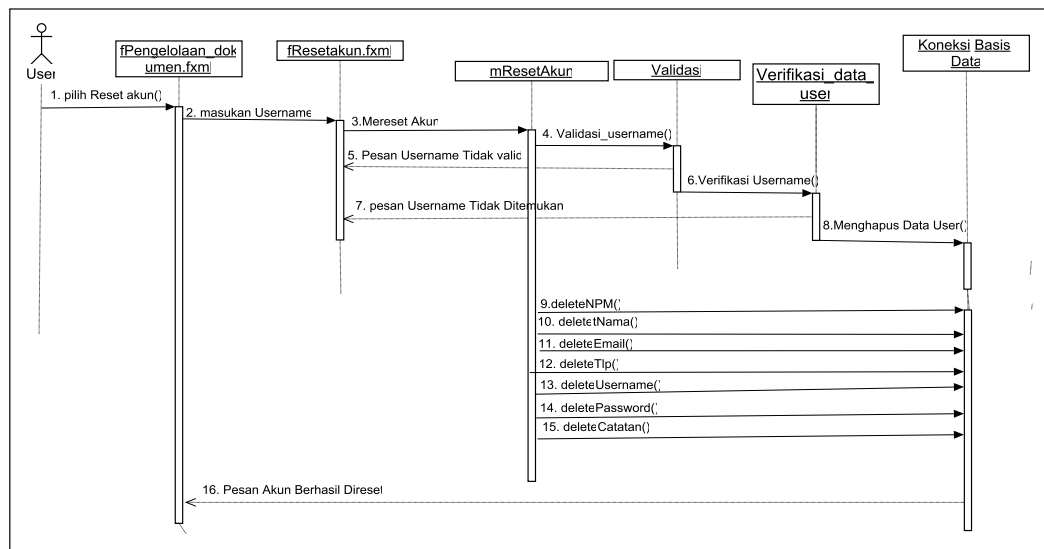 User
fPengelolaan_dok
umen.fxml
fResetakun.fxml
mResetAkun
Validasi
Verifikasi_data_
user
Koneksi Basis
Data
1. pilih Reset akun()
2. masukan Username
3.Mereset Akun
4. Validasi_username()
5. Pesan Username Tidak valid
6.Verifikasi Username()
7. pesan Username Tidak Ditemukan
8.Menghapus Data User()
9.deleteNPM()
10. deletetNama()
11. deleteEmail()
12. deleteTlp()
13. deleteUsername()
14. deletePassword()
15. deleteCatatan()
16. Pesan Akun Berhasil Direset